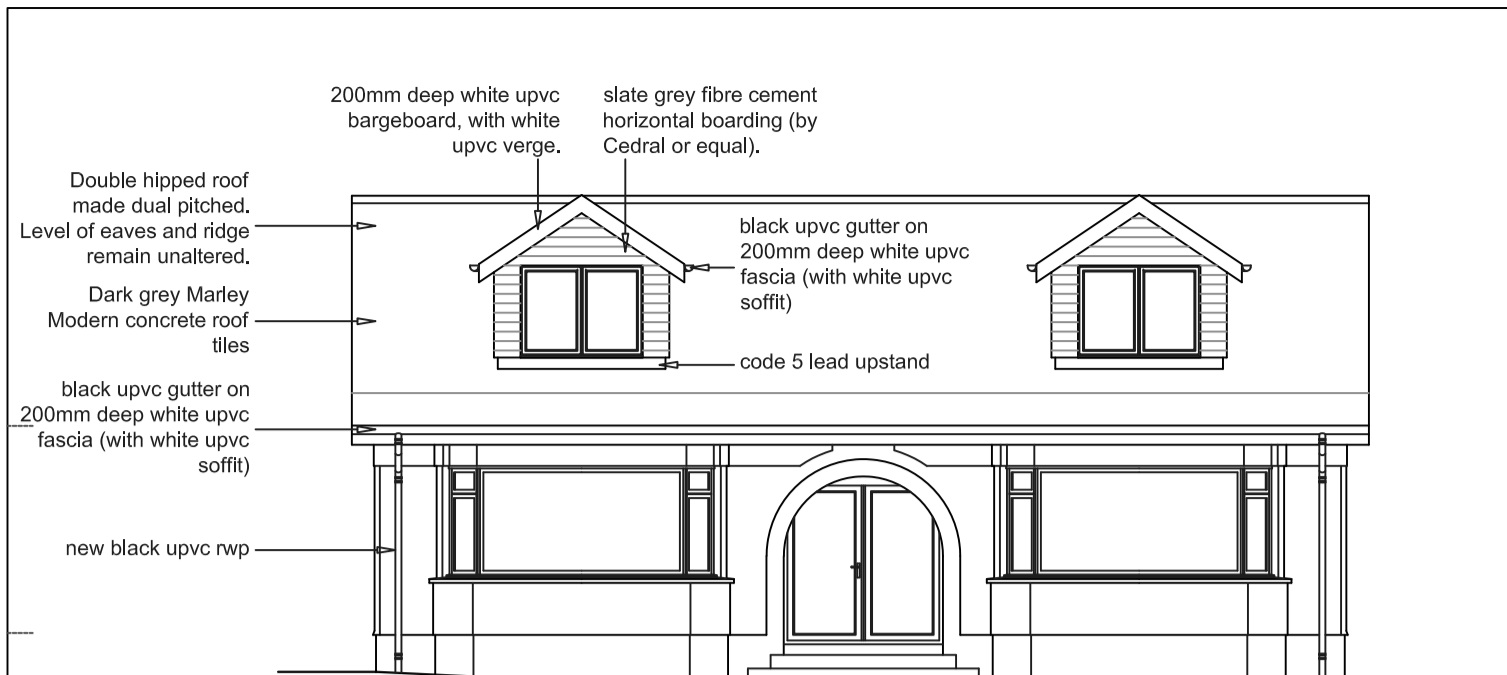 200mm deep white upvc
bargeboard, with white
upvc verge.
slate grey fibre cement
horizontal boarding (by
Cedral or equal).
Double hipped roof
made dual pitched.
Level of eaves and ridge
remain unaltered.
black upvc gutter on
200mm deep white upvc
fascia (with white upvc
soffit)
Dark grey Marley
Modern concrete roof
tiles
code 5 lead upstand
black upvc gutter on
200mm deep white upvc
fascia (with white upvc
soffit)
new black upvc rwp